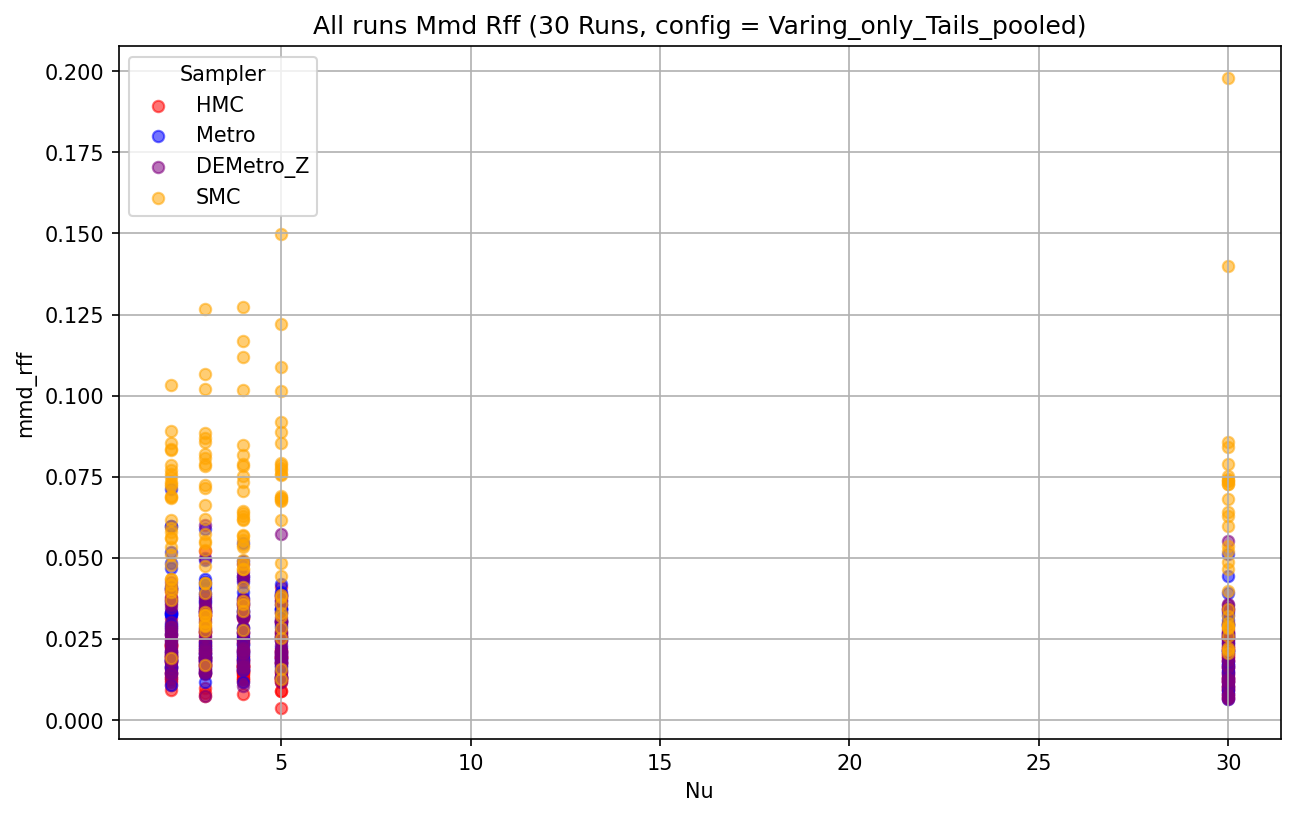 All runs Mmd Rff (30 Runs, config = Varing_only_Tails_pooled)
Sampler
HMC
Metro
DEMetro_Z
SMC
mmd_rff
0.200
0.175
0.150
0.125
0.100
0.075
0.050
0.025
0.000
5 10 15 20 25 30
Nu